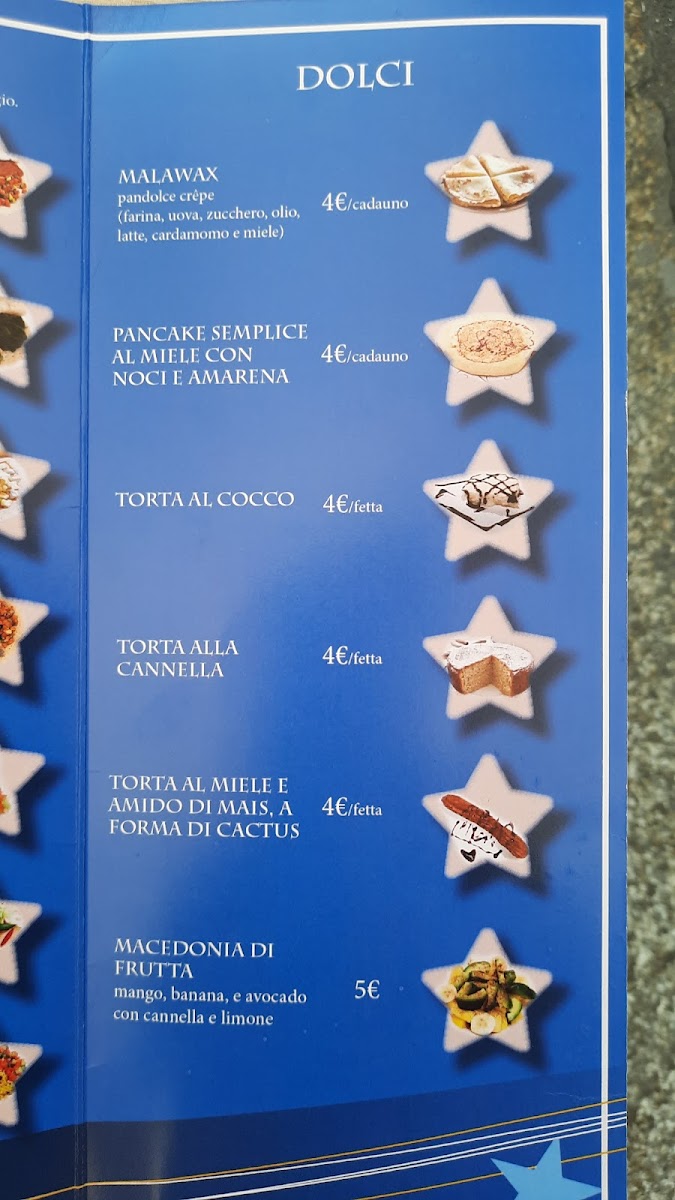 gio.
DOLCI
MALAWAX
pandolce crêpe
(farina, uova, zucchero, olio,
latte, cardamomo e miele)
4€/cadauno
PANCAKE SEMPLICE
AL MIELE CON
NOCI E AMARENA
4€/cadauno
TORTA AL COCCO
4€/fetta
TORTA ALLA
CANNELLA
4€/fetta
TORTA AL MIELE E
AMIDO DI MAIS, A
FORMA DI CACTUS
4€/fetta
MACEDONIA DI
FRUTTA
mango, banana, e avocado
con cannella e limone
5€